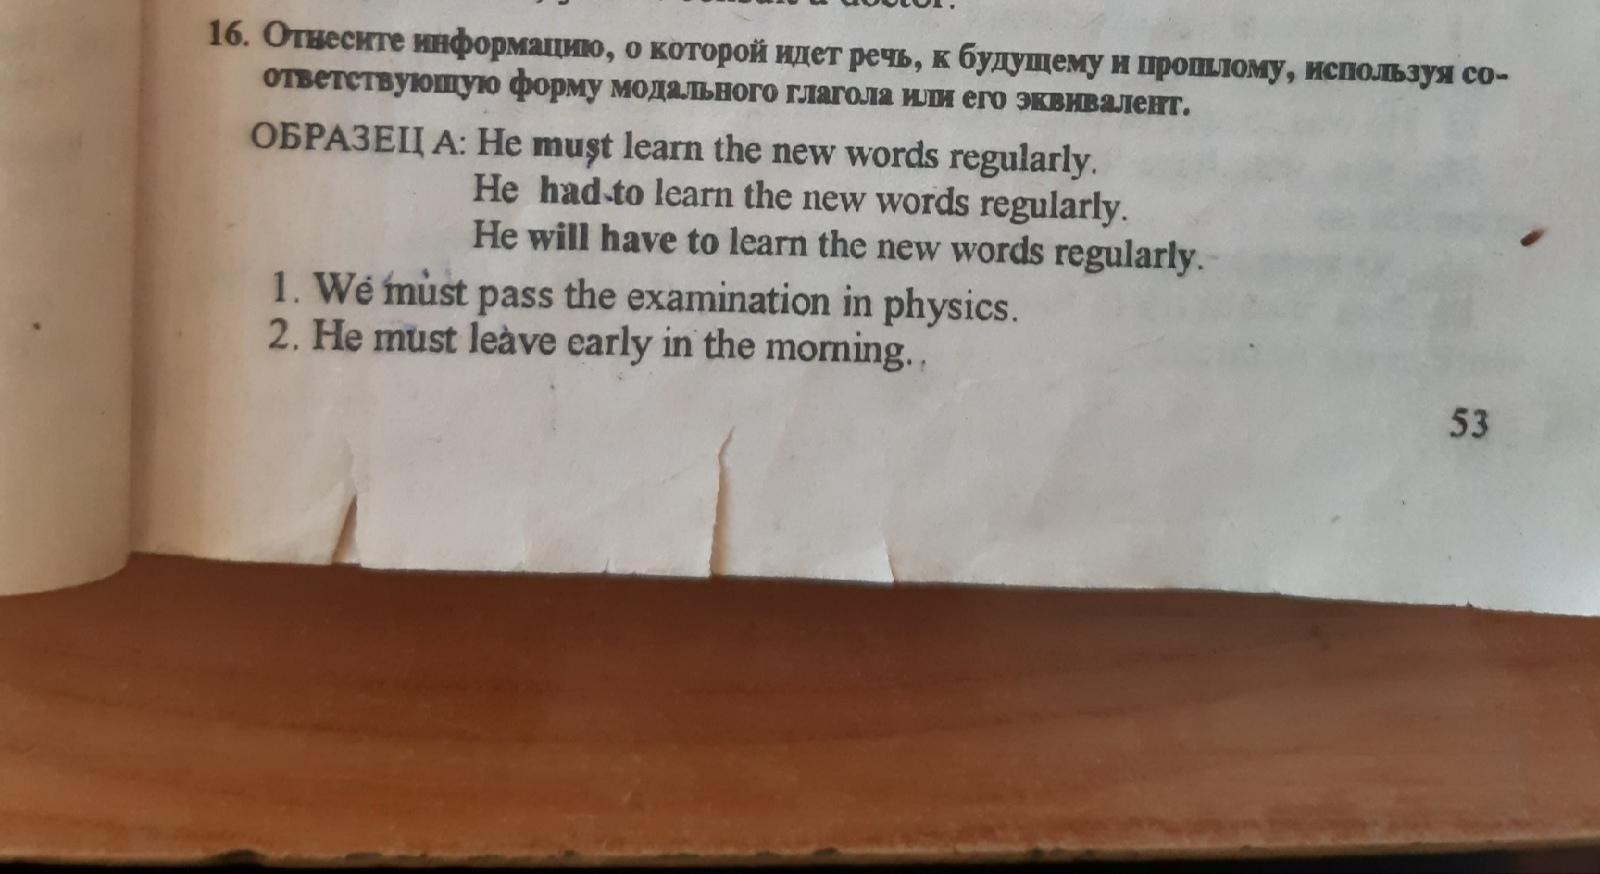 consult a doctor.
16. Отнесите информацию, о которой идет речь, к будущему и прошлому, используя со-
ответствующую форму модального глагола или его эквивалент.
ОБРАЗЕЦ А: He must learn the new words regularly.
He had to learn the new words regularly.
He will have to learn the new words regularly.
1. We must pass the examination in physics.
2. He must leave early in the morning.
53